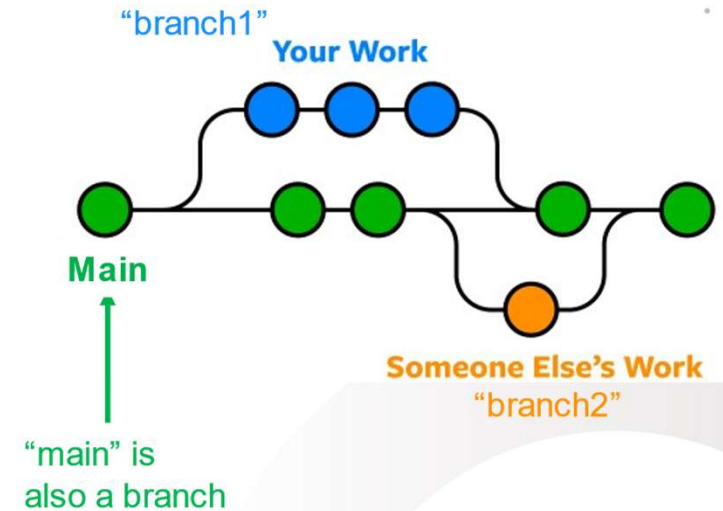 “branch1”
Your Work
Main
Someone Else’s Work
“branch2”
“main” is
also a branch